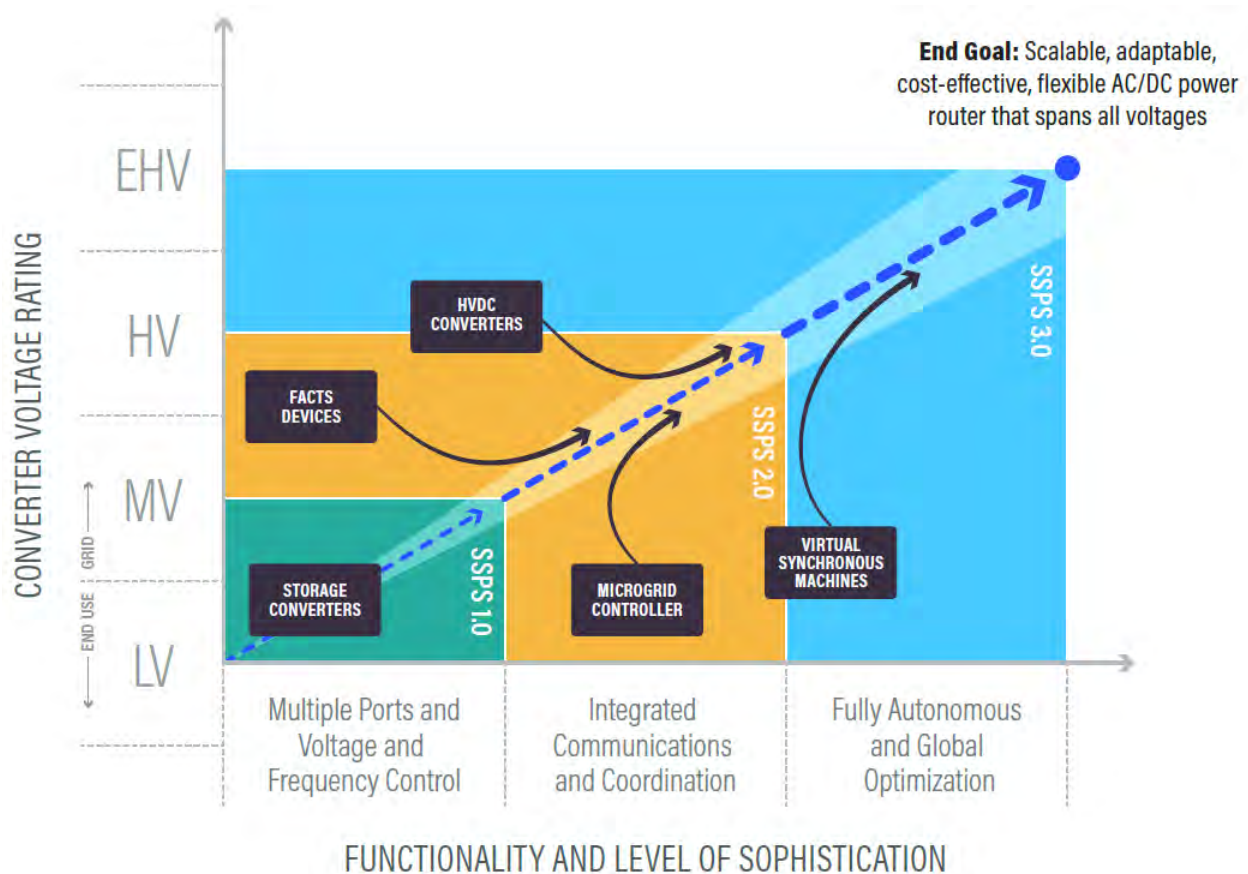 End Goal: Scalable, adaptable,
cost-effective, flexible AC/DC power
router that spans all voltages
CONVERTER VOLTAGE RATING
EHV
HV
MV
LV
GRID
END USE
HVDC
CONVERTERS
FACTS
DEVICES
STORAGE
CONVERTERS
MICROGRID
CONTROLLER
VIRTUAL
SYNCHRONOUS
MACHINES
SSPS 1.0
SSPS 2.0
SSPS 3.0
Multiple Ports and
Voltage and
Frequency Control
Integrated
Communications
and Coordination
Fully Autonomous
and Global
Optimization
FUNCTIONALITY AND LEVEL OF SOPHISTICATION